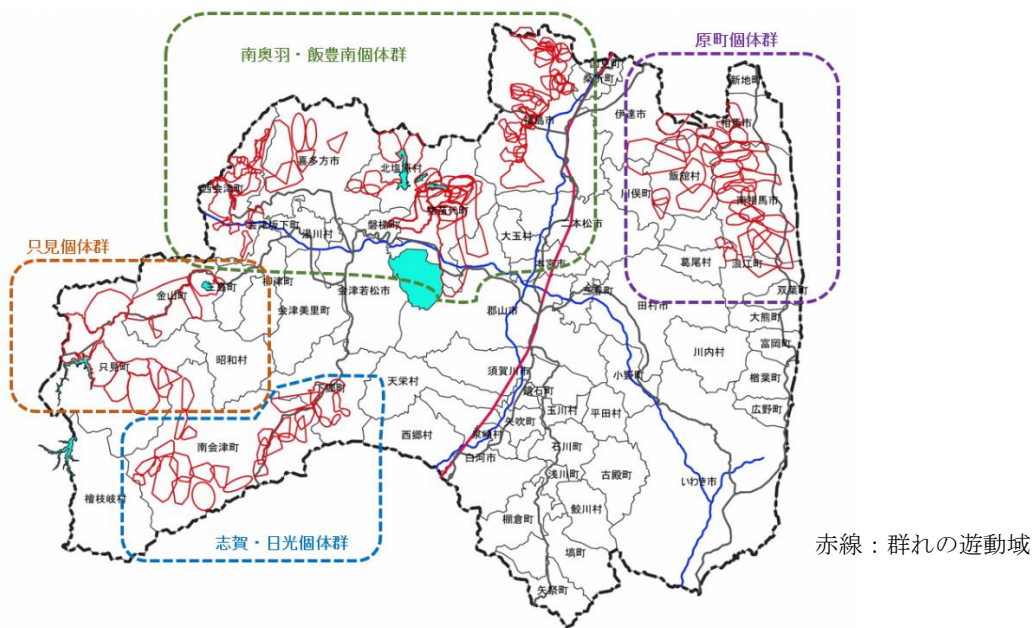 南奥羽・飯豊南個体群
原町個体群
国見町
桑折町
新地町
伊達市
相馬市
福島市
喜多方市
北塩原村
飯舘村
西会津町
猪苗代町
川俣町
南相馬市
会津坂下町
湯川村
磐梯町
大玉村
二本松市
只見個体群
本宮市
葛尾村
浪江町
金山町
三島町
柳津町
会津若松市
三春町
双葉町
会津美里町
郡山市
田村市
大熊町
昭和村
川内村
富岡町
只見町
下郷町
天栄村
須賀川市
小野町
楢葉町
鏡石町
玉川村
平田村
広野町
南会津町
西郷村
矢吹町
泉崎村
石川町
白河市
浅川町
古殿町
いわき市
檜枝岐村
棚倉町
鮫川村
志賀・日光個体群
塙町
矢祭町
赤線：群れの遊動域